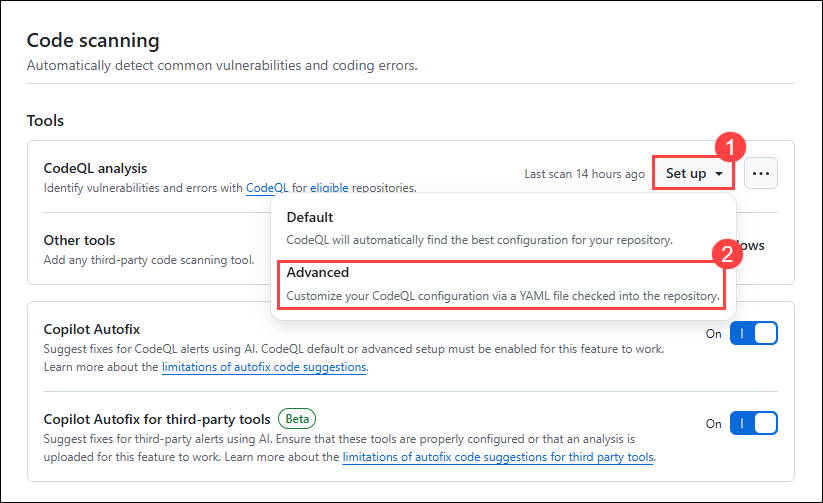 Code scanning
Automatically detect common vulnerabilities and coding errors.
Tools
1
CodeQL analysis
Last scan 14 hours ago
Set up
Identify vulnerabilities and errors with CodeQL for eligible repositories.
Default
CodeQL will automatically find the best configuration for your repository.
Other tools
Add any third-party code scanning tool.
lows
2
Advanced
Customize your CodeQL configuration via a YAML file checked into the repository.
Copilot Autofix
On
Suggest fixes for CodeQL alerts using AI. CodeQL default or advanced setup must be enabled for this feature to work.
Learn more about the limitations of autofix code suggestions.
Copilot Autofix for third-party tools Beta
On
Suggest fixes for third-party alerts using AI. Ensure that these tools are properly configured or that an analysis is
uploaded for this feature to work. Learn more about the limitations of autofix code suggestions for third party tools.